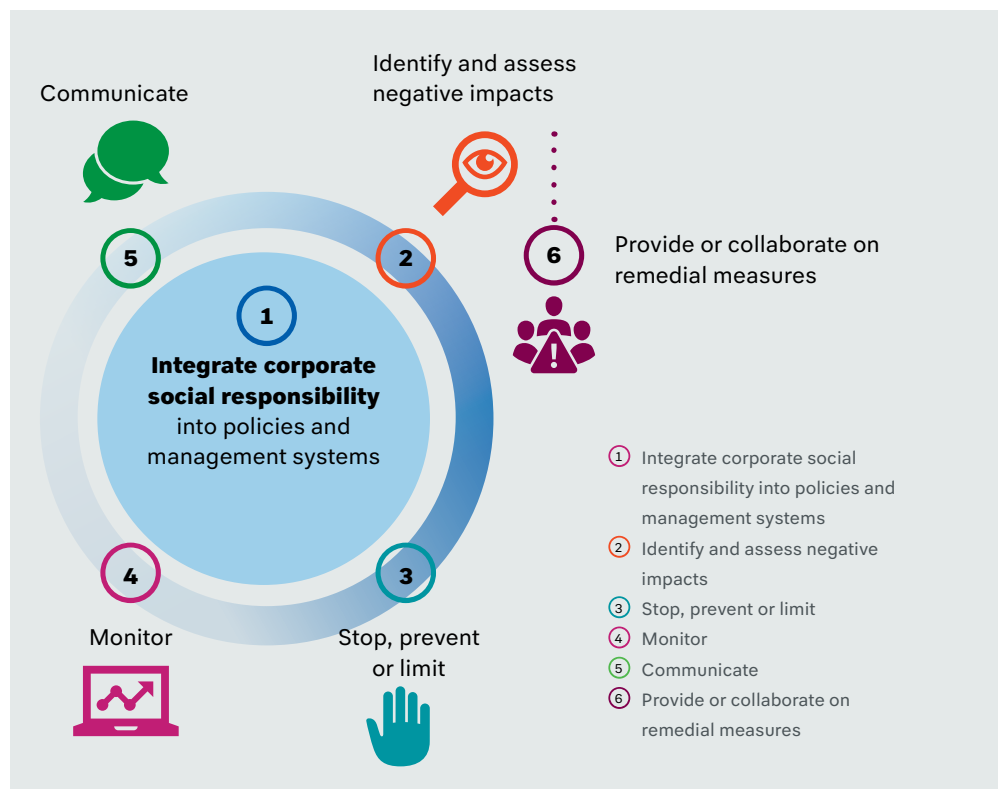 Communicate
Identify and assess
negative impacts
5
2
6
Provide or collaborate on
remedial measures
1
Integrate corporate
social responsibility
into policies and
management systems
4
3
Monitor
Stop, prevent
or limit
1 Integrate corporate social
responsibility into policies and
management systems
2 Identify and assess negative
impacts
3 Stop, prevent or limit
4 Monitor
5 Communicate
6 Provide or collaborate on
remedial measures